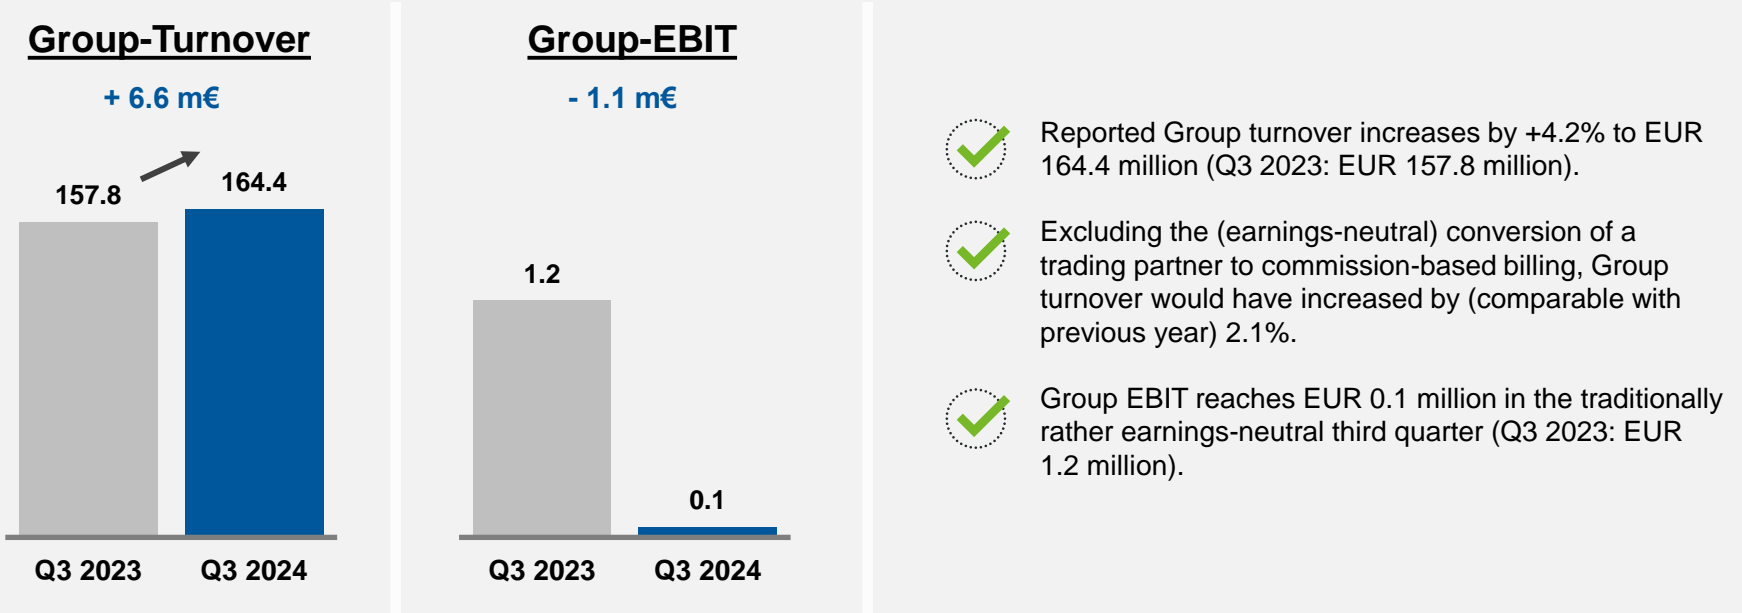 Group-Turnover
+ 6.6 m€
157.8
164.4
Q3 2023
Q3 2024
Group-EBIT
- 1.1 m€
1.2
0.1
Q3 2023
Q3 2024
Reported Group turnover increases by +4.2% to EUR
164.4 million (Q3 2023: EUR 157.8 million).
Excluding the (earnings-neutral) conversion of a
trading partner to commission-based billing, Group
turnover would have increased by (comparable with
previous year) 2.1%.
Group EBIT reaches EUR 0.1 million in the traditionally
rather earnings-neutral third quarter (Q3 2023: EUR
1.2 million).